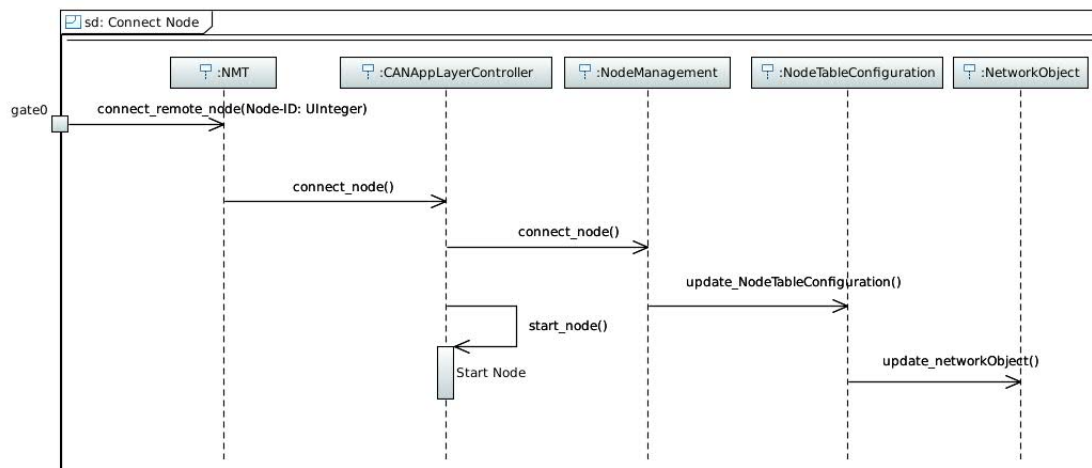 sd: Connect Node
:NMT
:CANAppLayerController
:NodeManagement
:NodeTableConfiguration
:NetworkObject
gate0
connect_remote_node(Node-ID: UInteger)
connect_node()
connect_node()
update_NodeTableConfiguration()
start_node()
update_networkObject()
Start Node